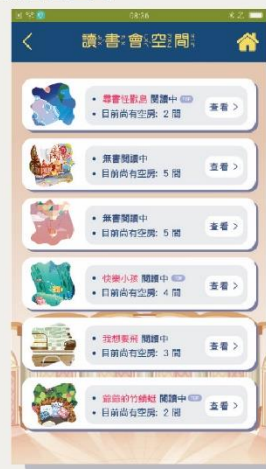 08:36
讀書會空間
尋書怪獸島 閱讀中
目前尚有空房: 2 間
查看 >
無書閱讀中
目前尚有空房: 5 間
查看 >
無書閱讀中
目前尚有空房: 5 間
查看 >
快樂小孩 閱讀中
目前尚有空房: 4 間
查看 >
我想要飛 閱讀中
目前尚有空房: 3 間
查看 >
爺爺的竹蜻蜓 閱讀中
目前尚有空房: 2 間
查看 >